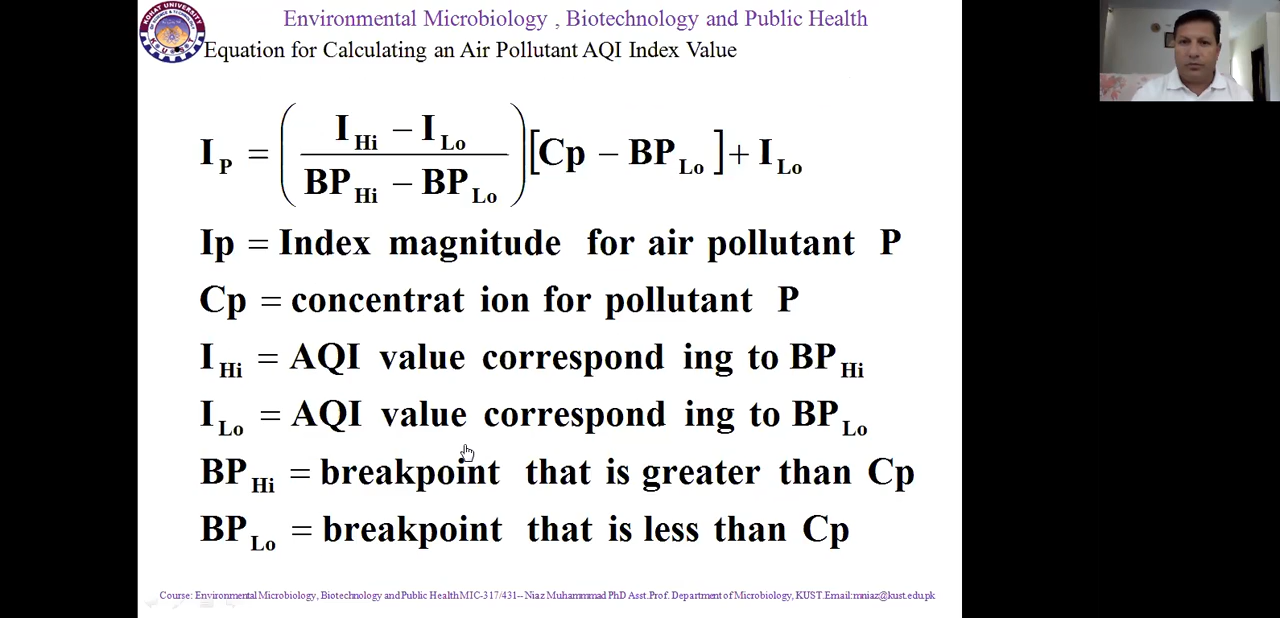 Environmental Microbiology , Biotechnology and Public Health
Equation for Calculating an Air Pollutant AQI Index Value
I P = ( I Hi − I Lo / BP Hi − BP Lo ) [ Cp − BP Lo ] + I Lo
Ip = Index magnitude for air pollutant P
Cp = concentrat ion for pollutant P
I Hi = AQI value correspond ing to BP Hi
I Lo = AQI value correspond ing to BP Lo
BP Hi = breakpoint that is greater than Cp
BP Lo = breakpoint that is less than Cp
Course: Environmental Microbiology, Biotechnology and Public Health MIC-317/431-- Niaz Muhammmad PhD Asst.Prof. Department of Microbiology, KUST.Email:mniaz@kust.edu.pk